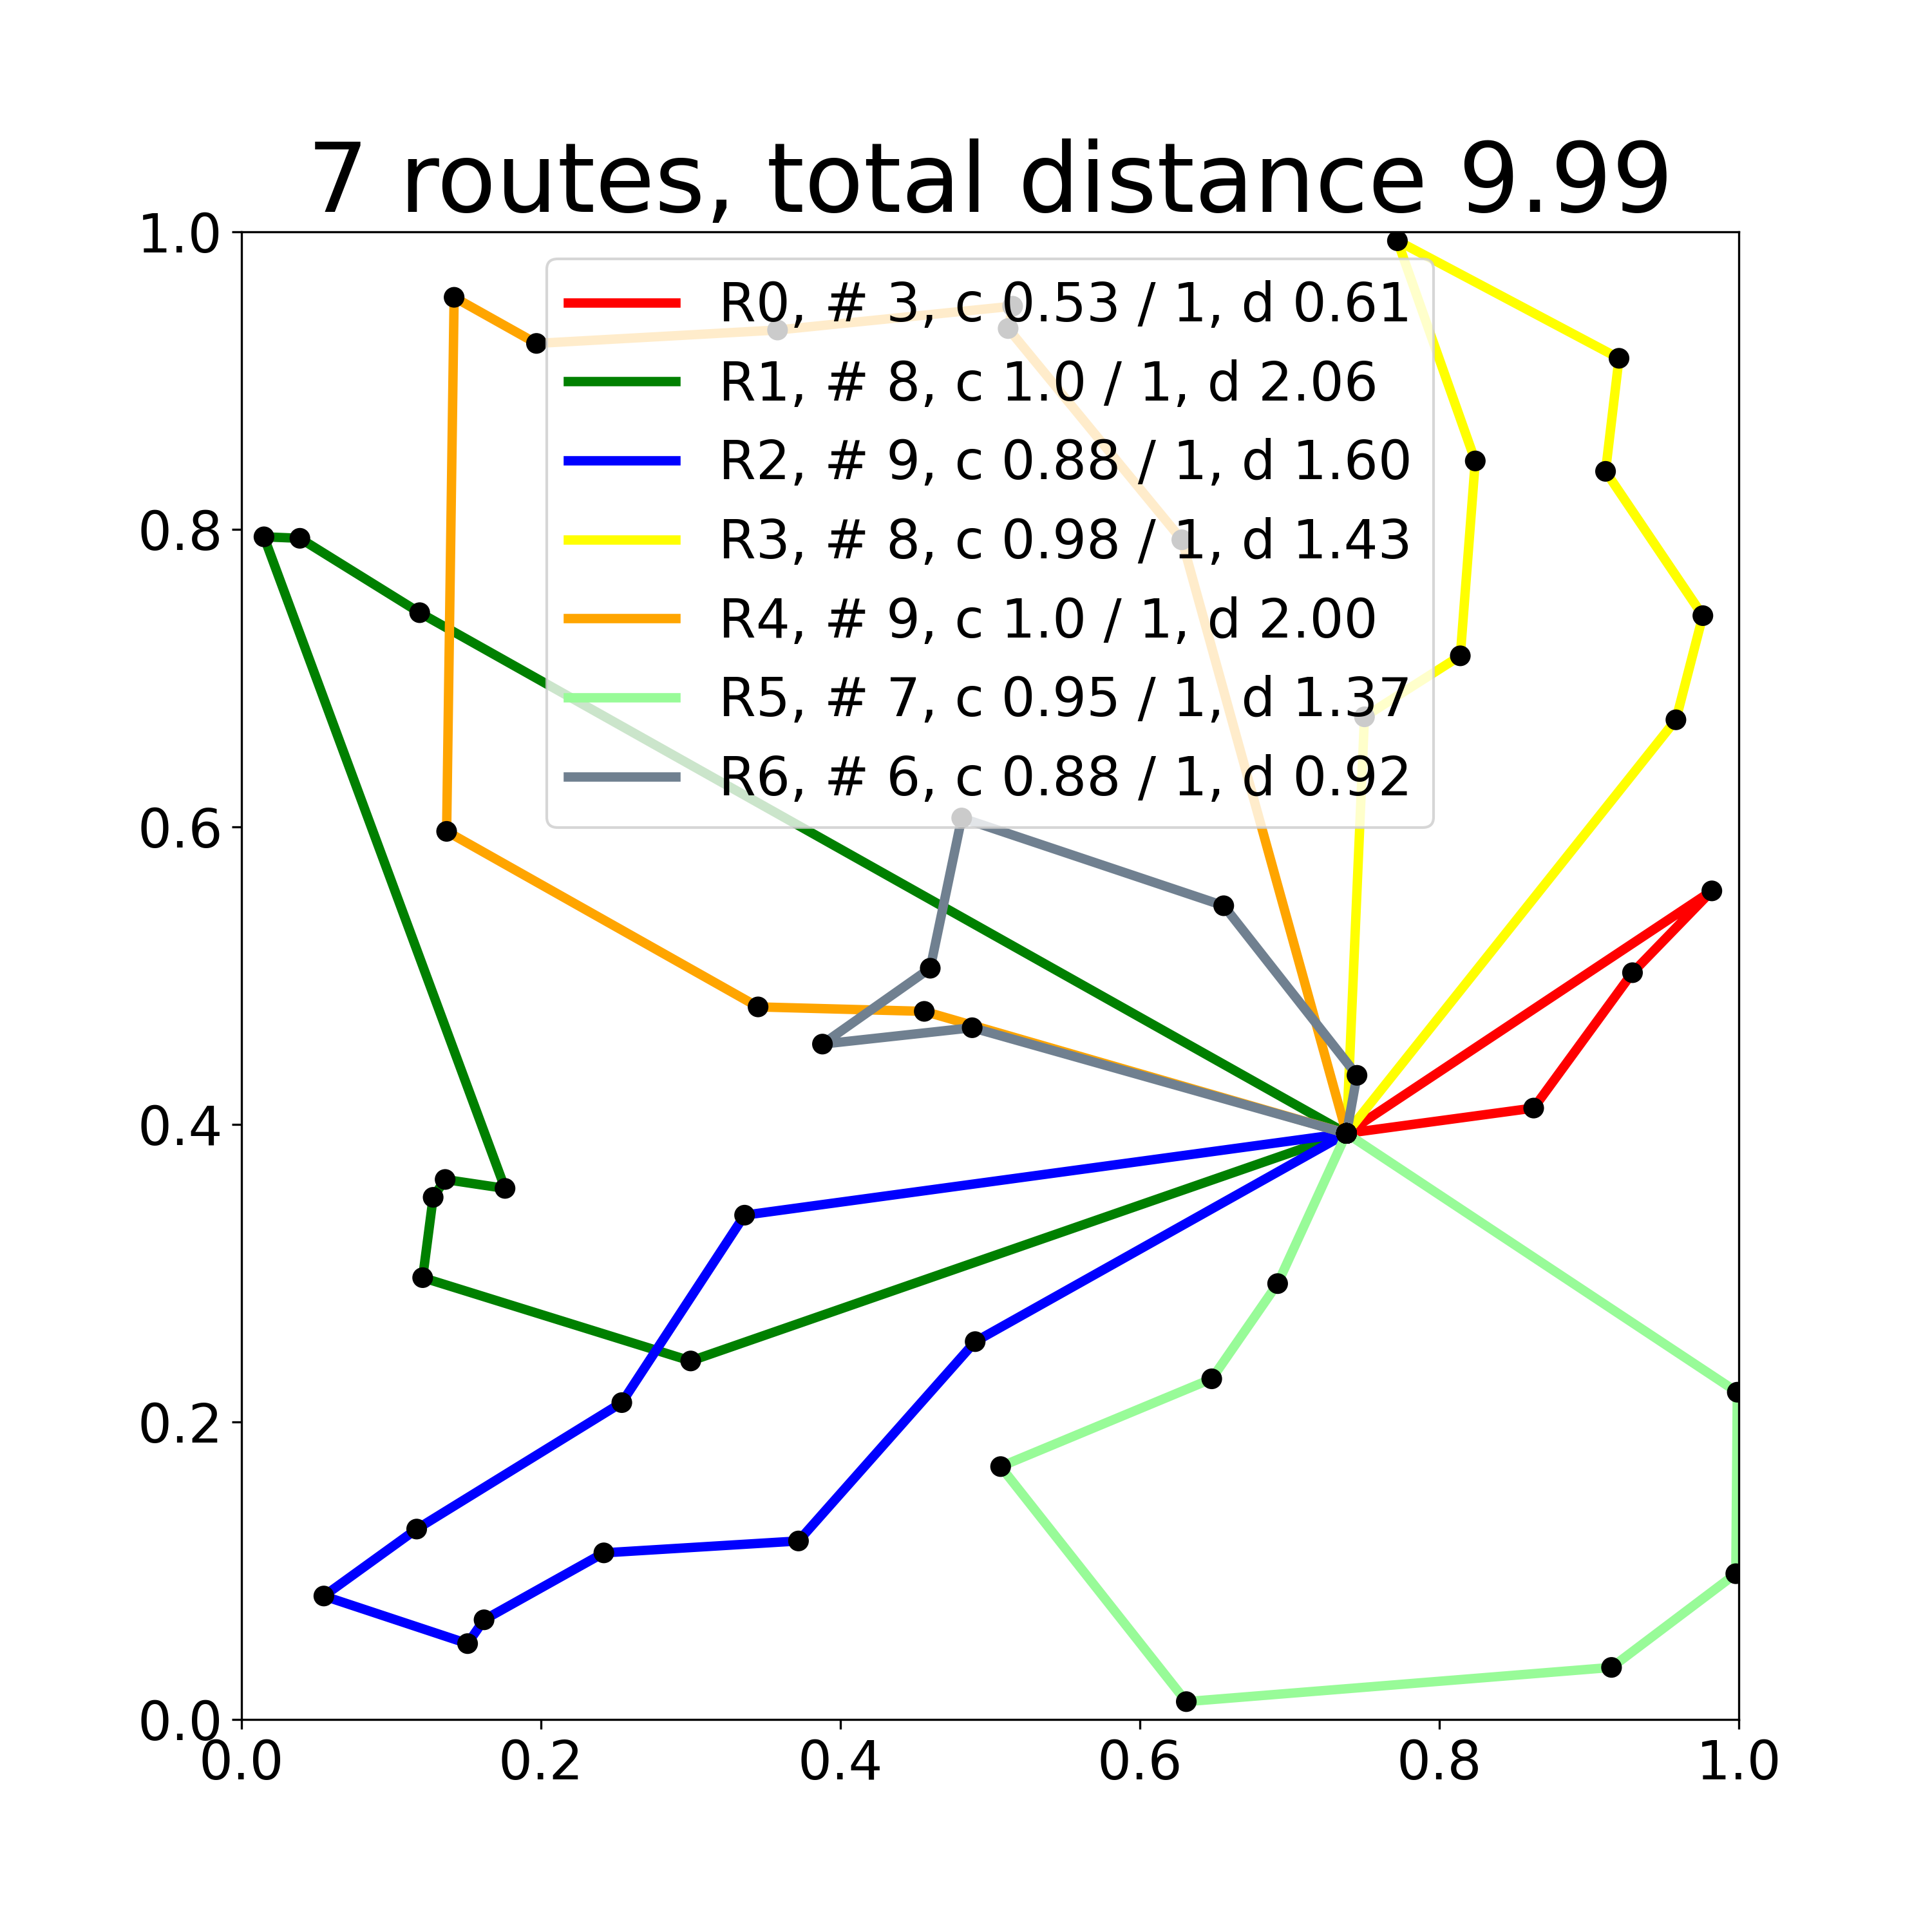 7 routes, total distance 9.99
1.0
0.8
0.6
0.4
0.2
0.0
R0, # 3, c 0.53 / 1, d 0.61
R1, # 8, c 1.0 / 1, d 2.06
R2, # 9, c 0.88 / 1, d 1.60
R3, # 8, c 0.98 / 1, d 1.43
R4, # 9, c 1.0 / 1, d 2.00
R5, # 7, c 0.95 / 1, d 1.37
R6, # 6, c 0.88 / 1, d 0.92
0.0 0.2 0.4 0.6 0.8 1.0